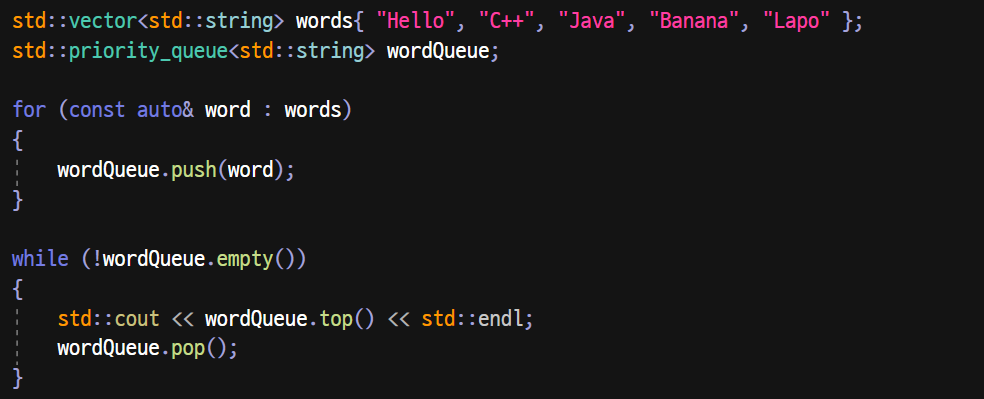 std::vector<std::string> words{ "Hello", "C++", "Java", "Banana", "Lapo" };
std::priority_queue<std::string> wordQueue;

for (const auto& word : words)
{
    wordQueue.push(word);
}

while (!wordQueue.empty())
{
    std::cout << wordQueue.top() << std::endl;
    wordQueue.pop();
}